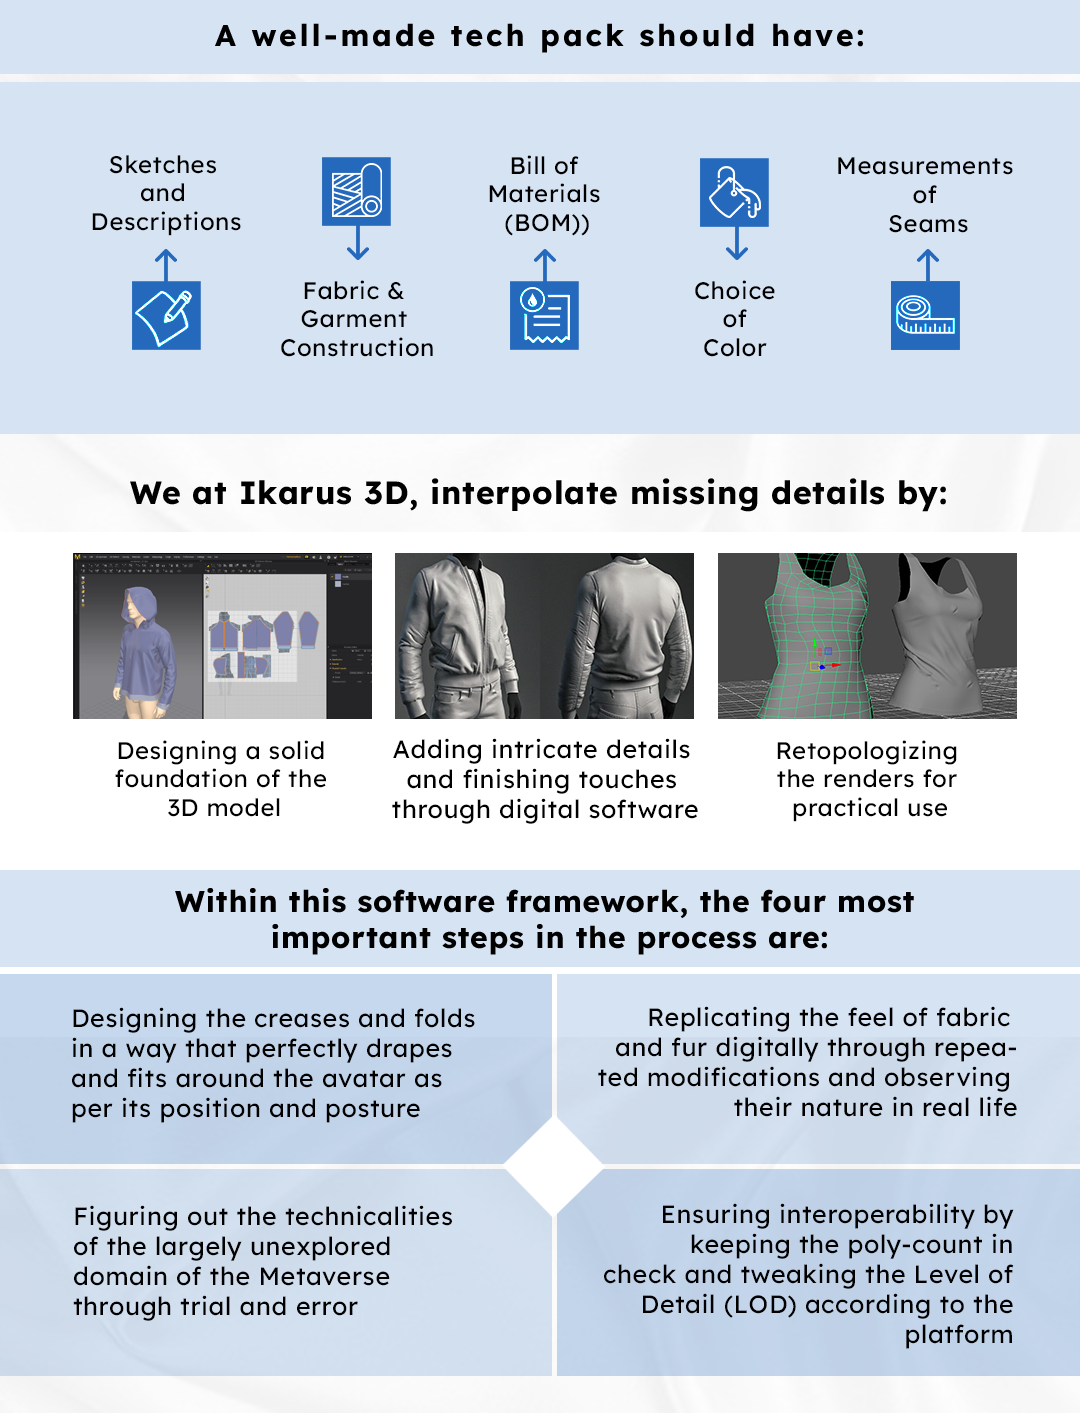 A well-made tech pack should have:
Sketches
and
Descriptions
Fabric &
Garment
Construction
Bill of
Materials
(BOM))
Choice
of
Color
Measurements
of
Seams
We at Ikarus 3D, interpolate missing details by:
Designing a solid
foundation of the
3D model
Adding intricate details
and finishing touches
through digital software
Retopologizing
the renders for
practical use
Within this software framework, the four most
important steps in the process are:
Designing the creases and folds
in a way that perfectly drapes
and fits around the avatar as
per its position and posture
Replicating the feel of fabric
and fur digitally through repea-
ted modifications and observing
their nature in real life
Figuring out the technicalities
of the largely unexplored
domain of the Metaverse
through trial and error
Ensuring interoperability by
keeping the poly-count in
check and tweaking the Level of
Detail (LOD) according to the
platform